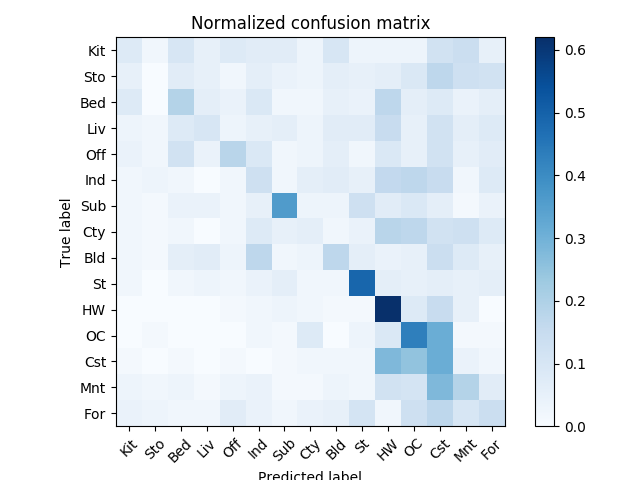 Normalized confusion matrix
True label
Kit
Sto
Bed
Liv
Off
Ind
Sub
Cty
Bld
St
HW
OC
Cst
Mnt
For
Kit Sto Bed Liv Off Ind Sub Cty Bld St HW OC Cst Mnt For
Predicted label
0.6
0.5
0.4
0.3
0.2
0.1
0.0